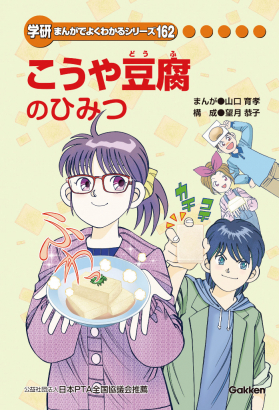 学研 まんがでよくわかるシリーズ 162
どうふ
こうや豆腐
のひみつ
まんが●山口 育孝
構 成●望月 恭子
コチ
カチ
ふわっ
公益社団法人 日本PTA全国協議会推薦
Gakken